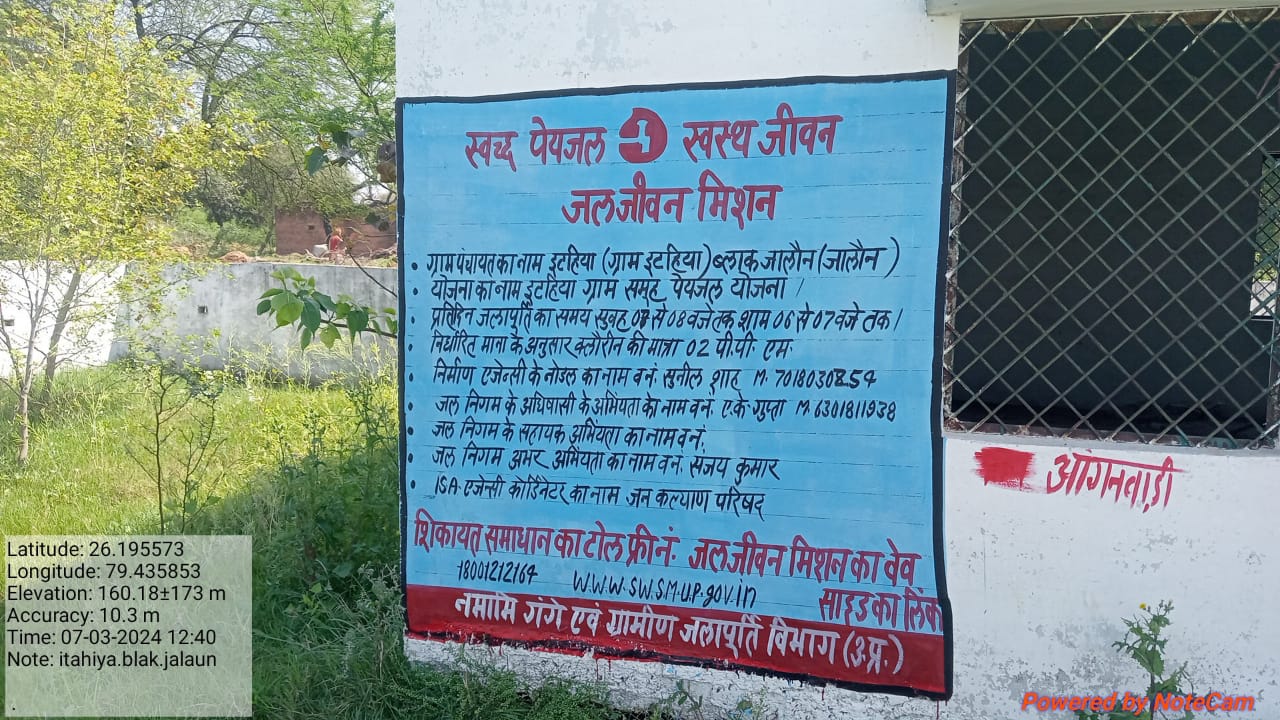 स्वच्छ पेयजल स्वस्थ जीवन
जलजीवन मिशन
• ग्राम पंचायत का नाम इटहिया (ग्राम इटहिया) ब्लाक जालौन (जालौन)
• योजना का नाम इटहिया ग्राम समूह पेयजल योजना।
• प्रतिदिन जलापूर्ति का समय सुबह 07 से 08 बजे तक शाम 06 से 07 बजे तक।
• निर्धारित मात्रा के अनुसार क्लोरीन की मात्रा 02 पी.पी. एम.
• निर्माण एजेन्सी के नोडल का नाम व नं. सुनील शाह M. 7018030854
• जल निगम के अधिषासी के अभियंता के नाम व नं. ए.के गुप्ता M. 6301811938
• जल निगम के सहायक अभियंता का नाम व नं.
• जल निगम अभर अभियंता का नाम व नं. संजय कुमार
• ISA एजेन्सी कोर्डिनेटर का नाम जन कल्याण परिषद
शिकायत समाधान का टोल फ्री नं. जलजीवन मिशन का वेव
18001212164 W.W.W.SWSM.UP.gov.in साइड का लिंक
नमामि गंगे एवं ग्रामीण जलापूर्ति विभाग (उ.प्र.)
आंगनवाड़ी
Latitude: 26.195573
Longitude: 79.435853
Elevation: 160.18±173 m
Accuracy: 10.3 m
Time: 07-03-2024 12:40
Note: itahiya.blak.jalaun
.
Powered by NoteCam